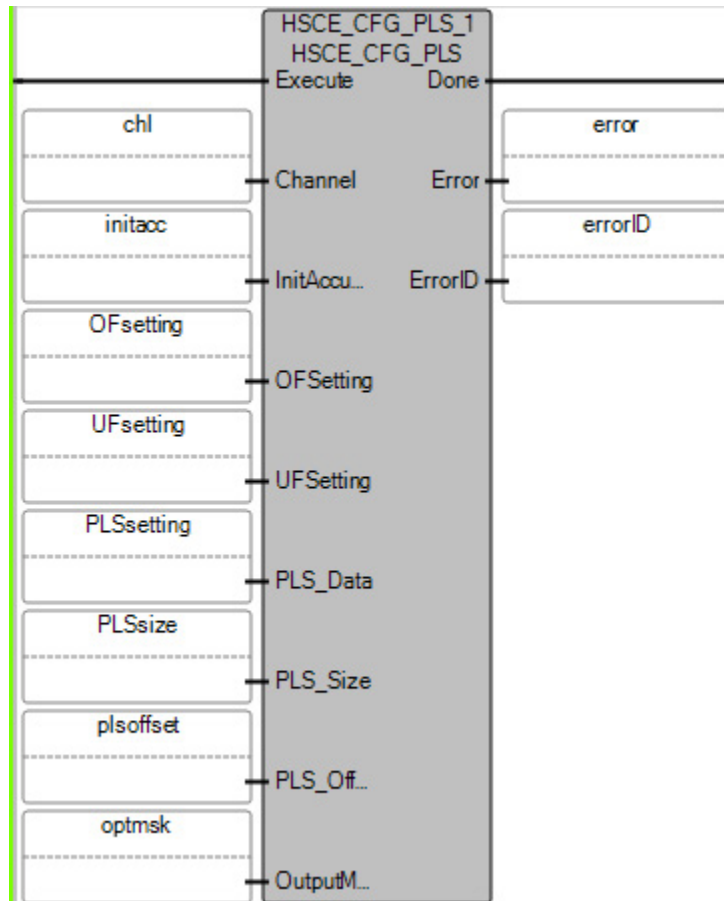 HSCE_CFG_PLS_1
HSCE_CFG_PLS
Execute Done
chl
error
Channel Error
initacc
errorID
InitAccu... ErrorID
OFsetting
OFSetting
UFsetting
UFSetting
PLSsetting
PLS_Data
PLSsize
PLS_Size
plsoffset
PLS_Off...
optmsk
OutputM...